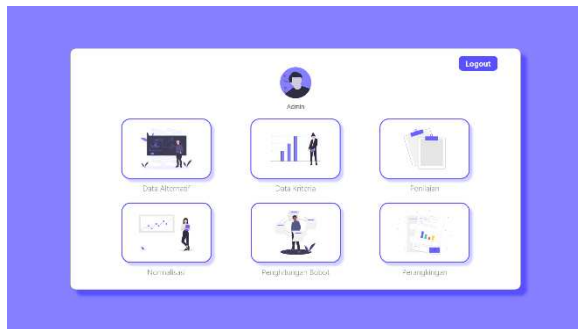 Logout
Admin
Data Alternatif
Data Kriteria
Penilaian
Normalisasi
Penghitungan Bobot
Perangkingan